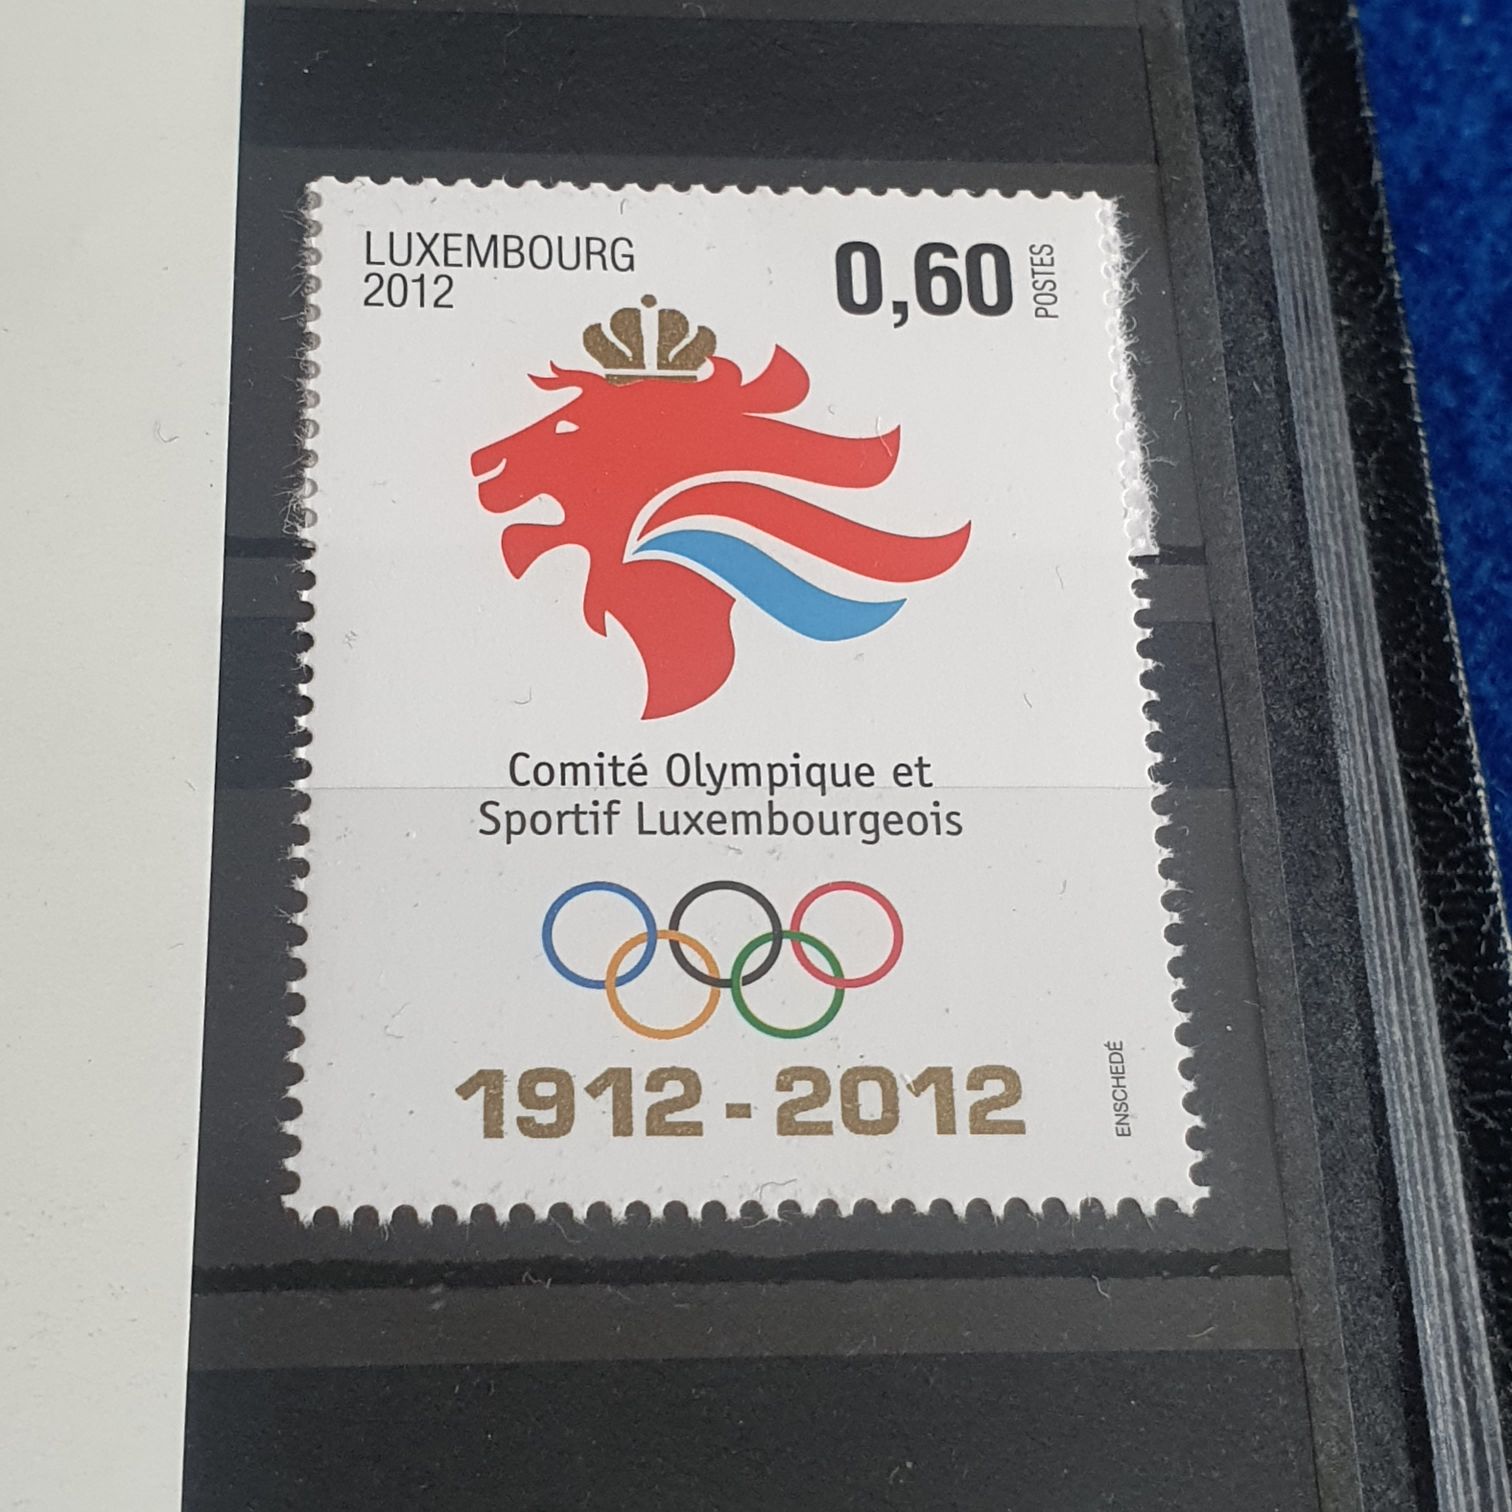 LUXEMBOURG
2012
0,60
POSTES
Comité Olympique et
Sportif Luxembourgeois
1912-2012
ENSCHEDÉ